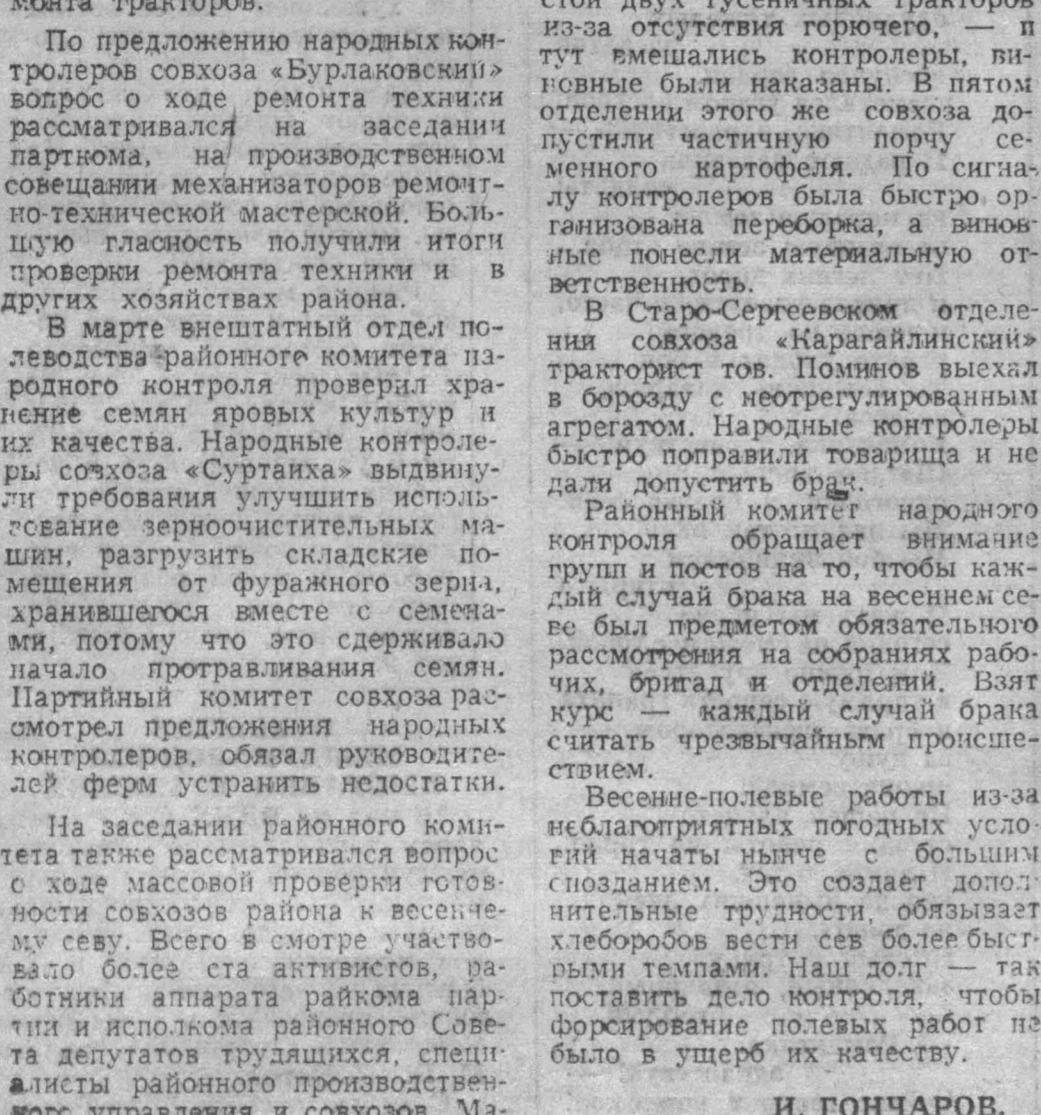 монта тракторов.
По предложению народных кон-
тролеров совхоза «Бурлаковский»
вопрос о ходе ремонта техники
рассматривался на заседании
парткома, на производственном
совещании механизаторов ремонт-
но-технической мастерской. Боль-
шую гласность получили итоги
проверки ремонта техники и в
других хозяйствах района.
В марте внештатный отдел по-
леводства районного комитета на-
родного контроля проверил хра-
нение семян яровых культур и
их качества. Народные контроле-
ры совхоза «Суртаиха» выдвину-
ли требования улучшить исполь-
зование зерноочистительных ма-
шин, разгрузить складские по-
мещения от фуражного зерна,
хранившегося вместе с семена-
ми, потому что это сдерживало
начало протравливания семян.
Партийный комитет совхоза рас-
смотрел предложения народных
контролеров, обязал руководите-
лей ферм устранить недостатки.
На заседании районного коми-
тета также рассматривался вопрос
о ходе массовой проверки готов-
ности совхозов района к весенне-
му севу. Всего в смотре участво-
вало более ста активистов, ра-
ботники аппарата райкома пар-
тии и исполкома районного Сове-
та депутатов трудящихся, специ-
алисты районного производствен-
ного управления и совхозов. Ма-
стой двух гусеничных тракторов
из-за отсутствия горючего, — и
тут вмешались контролеры, ви-
новные были наказаны. В пятом
отделении этого же совхоза до-
пустили частичную порчу се-
менного картофеля. По сигна-
лу контролеров была быстро ор-
ганизована переборка, а винов-
ные понесли материальную от-
ветственность.
В Старо-Сергеевском отделе-
нии совхоза «Карагайлинский»
тракторист тов. Поминов выехал
в борозду с неотрегулированным
агрегатом. Народные контролеры
быстро поправили товарища и не
дали допустить брак.
Районный комитет народного
контроля обращает внимание
групп и постов на то, чтобы каж-
дый случай брака на весеннем се-
ве был предметом обязательного
рассмотрения на собраниях рабо-
чих, бригад и отделений. Взят
курс — каждый случай брака
считать чрезвычайным происше-
ствием.
Весенне-полевые работы из-за
неблагоприятных погодных усло-
вий начаты нынче с большим
опозданием. Это создает допол-
нительные трудности, обязывает
хлеборобов вести сев более быст-
рыми темпами. Наш долг — так
поставить дело контроля, чтобы
форсирование полевых работ не
было в ущерб их качеству.
И. ГОНЧАРОВ.